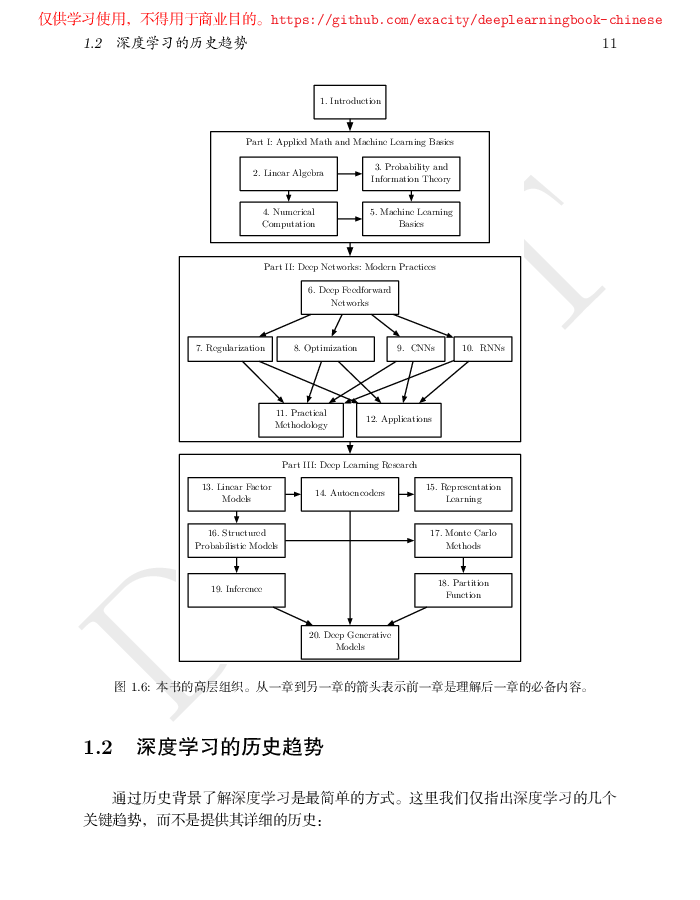 仅供学习使用，不得用于商业目的。https://github.com/exacity/deeplearningbook-chinese
1.2 深度学习的历史趋势 11
1. Introduction
Part I: Applied Math and Machine Learning Basics
2. Linear Algebra
3. Probability and
Information Theory
4. Numerical
Computation
5. Machine Learning
Basics
Part II: Deep Networks: Modern Practices
6. Deep Feedforward
Networks
7. Regularization
8. Optimization
9. CNNs
10. RNNs
11. Practical
Methodology
12. Applications
Part III: Deep Learning Research
13. Linear Factor
Models
14. Autoencoders
15. Representation
Learning
16. Structured
Probabilistic Models
17. Monte Carlo
Methods
19. Inference
18. Partition
Function
20. Deep Generative
Models
图 1.6: 本书的高层组织。从一章到另一章的箭头表示前一章是理解后一章的必备内容。
1.2 深度学习的历史趋势
通过历史背景了解深度学习是最简单的方式。这里我们仅指出深度学习的几个
关键趋势，而不是提供其详细的历史：